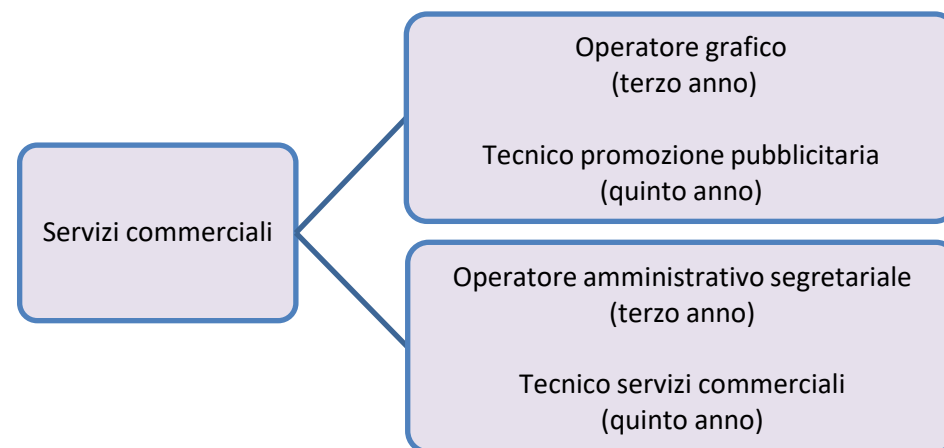 Servizi commerciali
Operatore grafico
(terzo anno)
Tecnico promozione pubblicitaria
(quinto anno)
Operatore amministrativo segretariale
(terzo anno)
Tecnico servizi commerciali
(quinto anno)